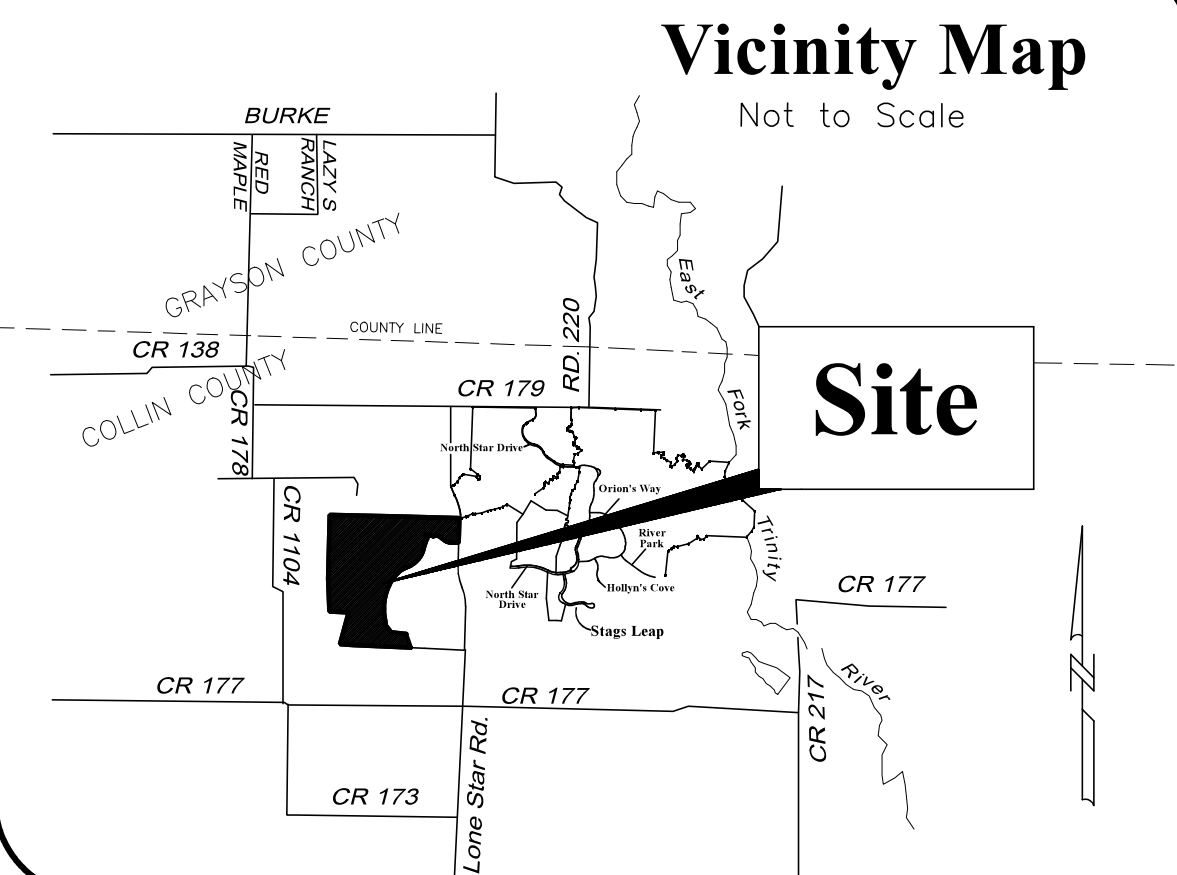 Vicinity Map
Not to Scale
BURKE
RED
MAPLE
LAZY S
RANCH
GRAYSON COUNTY
COUNTY LINE
CR 138
COLLIN COUNTY
RD. 220
East
Fork
Trinity
River
Site
CR 179
CR 178
North Star Drive
Orion's Way
River
Park
CR 1104
North Star
Drive
Hollyn's Cove
Stags Leap
CR 177
CR 177
CR 177
CR 217
CR 173
Lone Star Rd.
N